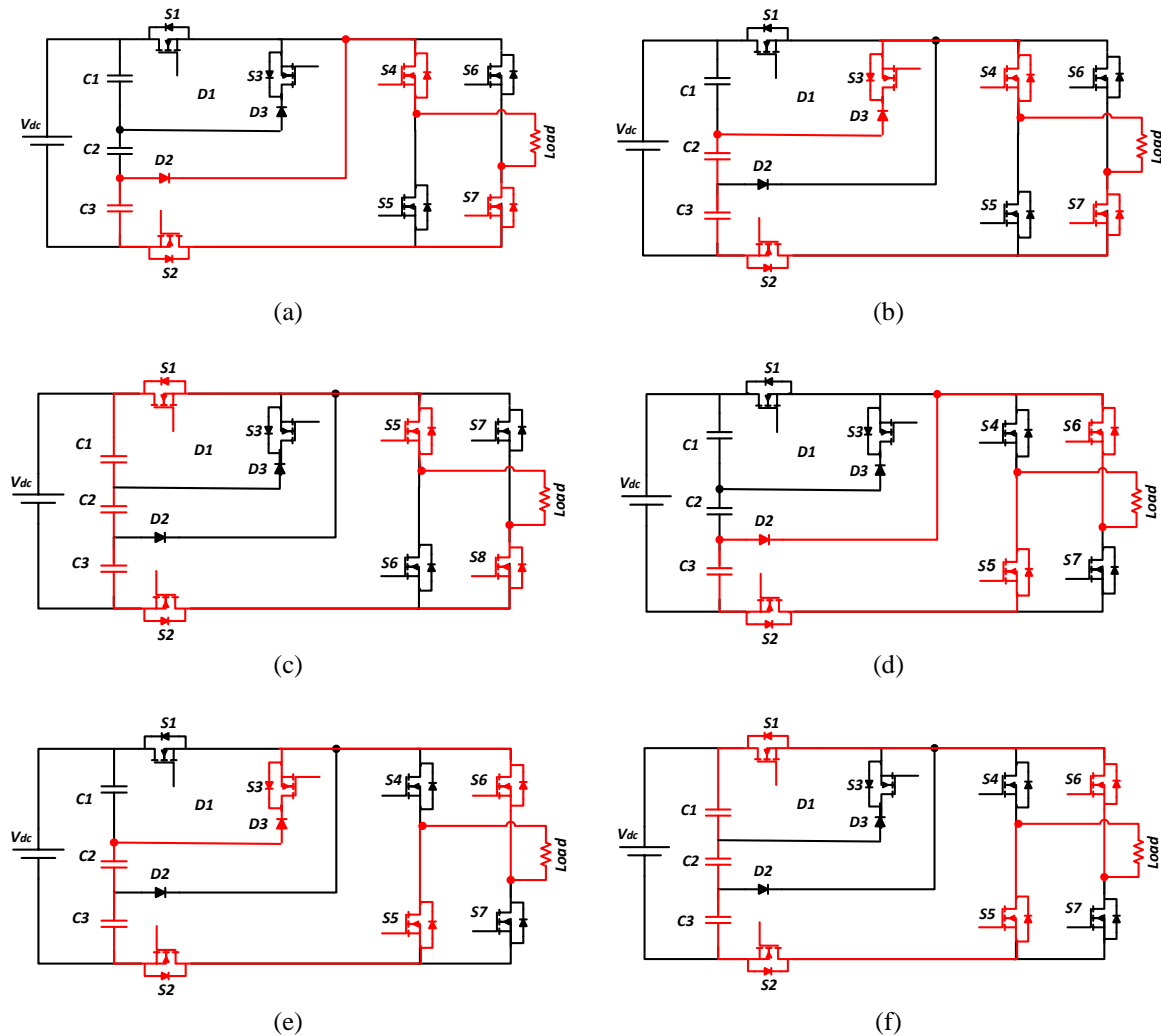 S1
C1
S3
D1
D3
S4
S6
Vdc
Load
C2
D2
C3
S5
S7
S2
(a)
S1
C1
S3
D1
D3
S4
S6
Vdc
Load
C2
D2
C3
S5
S7
S2
(b)
S1
C1
S3
D1
D3
S5
S7
Vdc
Load
C2
D2
C3
S6
S8
S2
(c)
S1
C1
S3
D1
D3
S4
S6
Vdc
Load
C2
D2
C3
S5
S7
S2
(d)
S1
C1
S3
D1
D3
S4
S6
Vdc
Load
C2
D2
C3
S5
S7
S2
(e)
S1
C1
S3
D1
D3
S4
S6
Vdc
Load
C2
D2
C3
S5
S7
S2
(f)